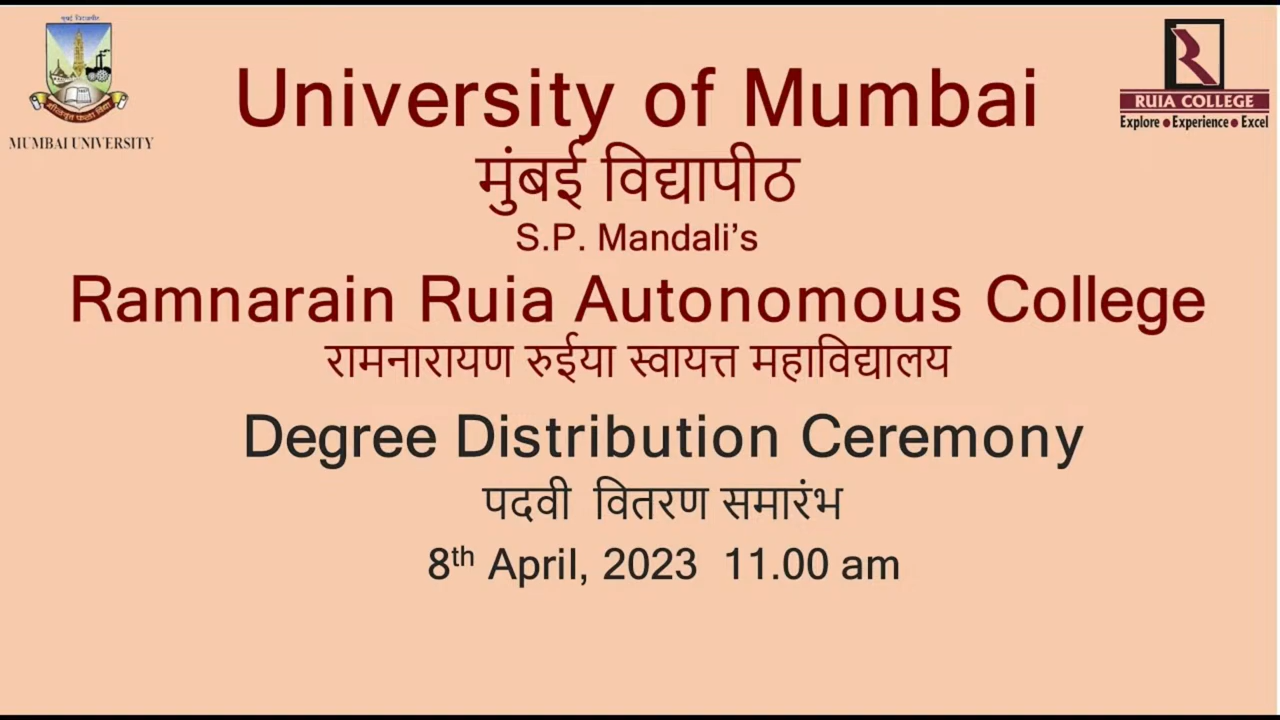 मुंबई विद्यापीठ
MUMBAI UNIVERSITY
RUIA COLLEGE
Explore ● Experience ● Excel
University of Mumbai
मुंबई विद्यापीठ
S.P. Mandali's
Ramnarain Ruia Autonomous College
रामनारायण रुईया स्वायत्त महाविद्यालय
Degree Distribution Ceremony
पदवी वितरण समारंभ
8th April, 2023 11.00 am